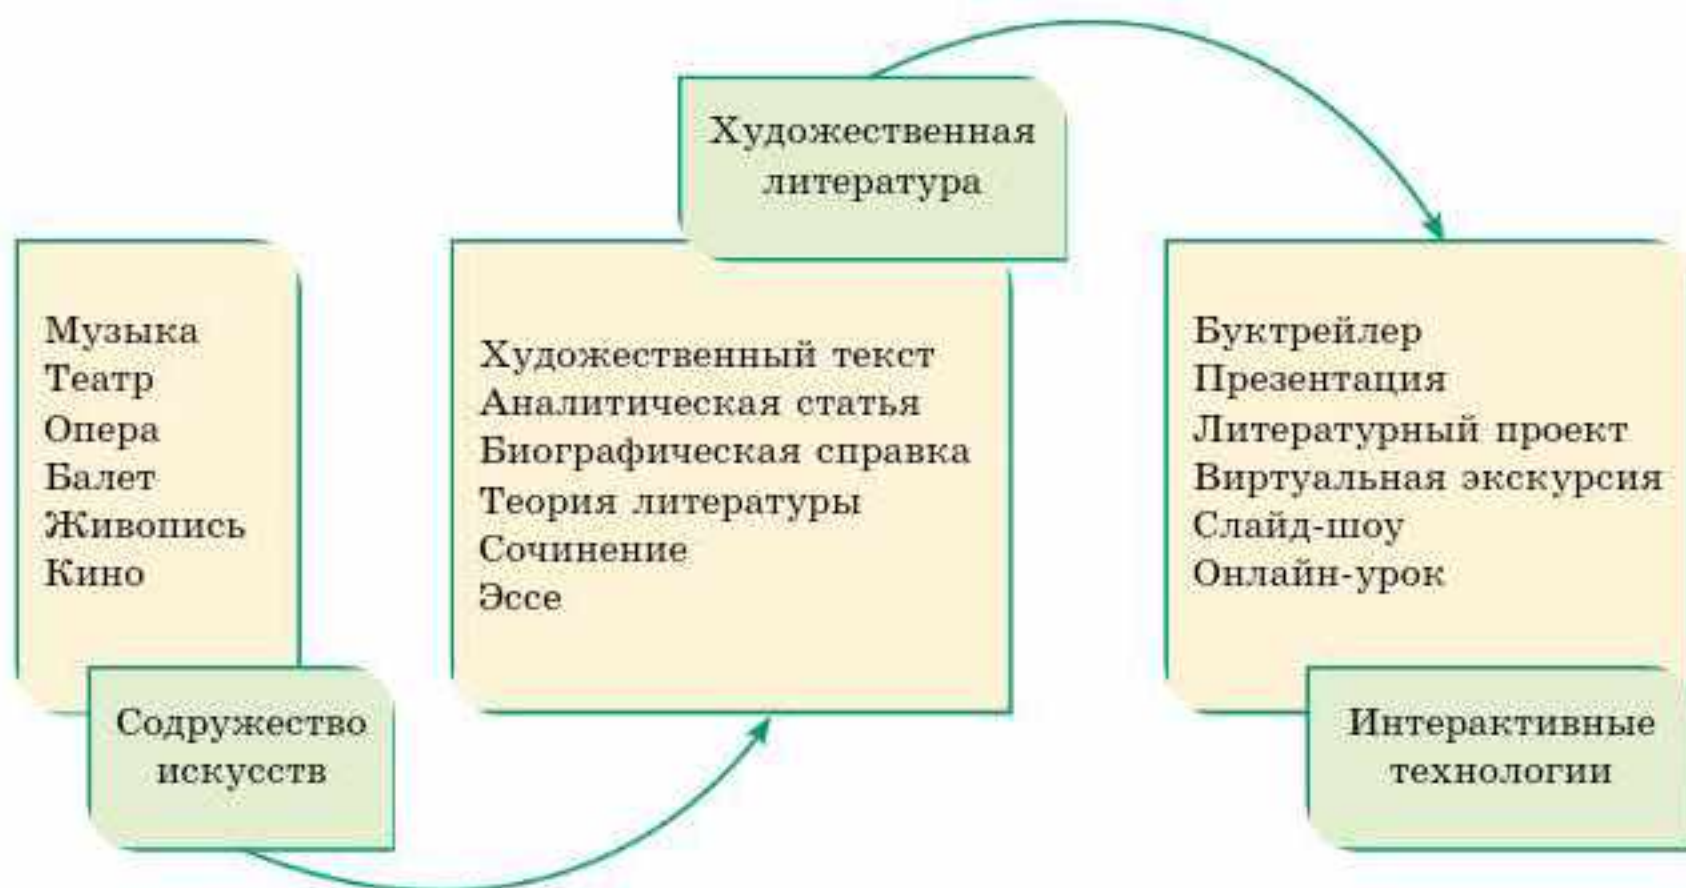 Художественная
литература
Музыка
Театр
Опера
Балет
Живопись
Кино
Содружество
искусств
Художественный текст
Аналитическая статья
Биографическая справка
Теория литературы
Сочинение
Эссе
Буктрейлер
Презентация
Литературный проект
Виртуальная экскурсия
Слайд-шоу
Онлайн-урок
Интерактивные
технологии